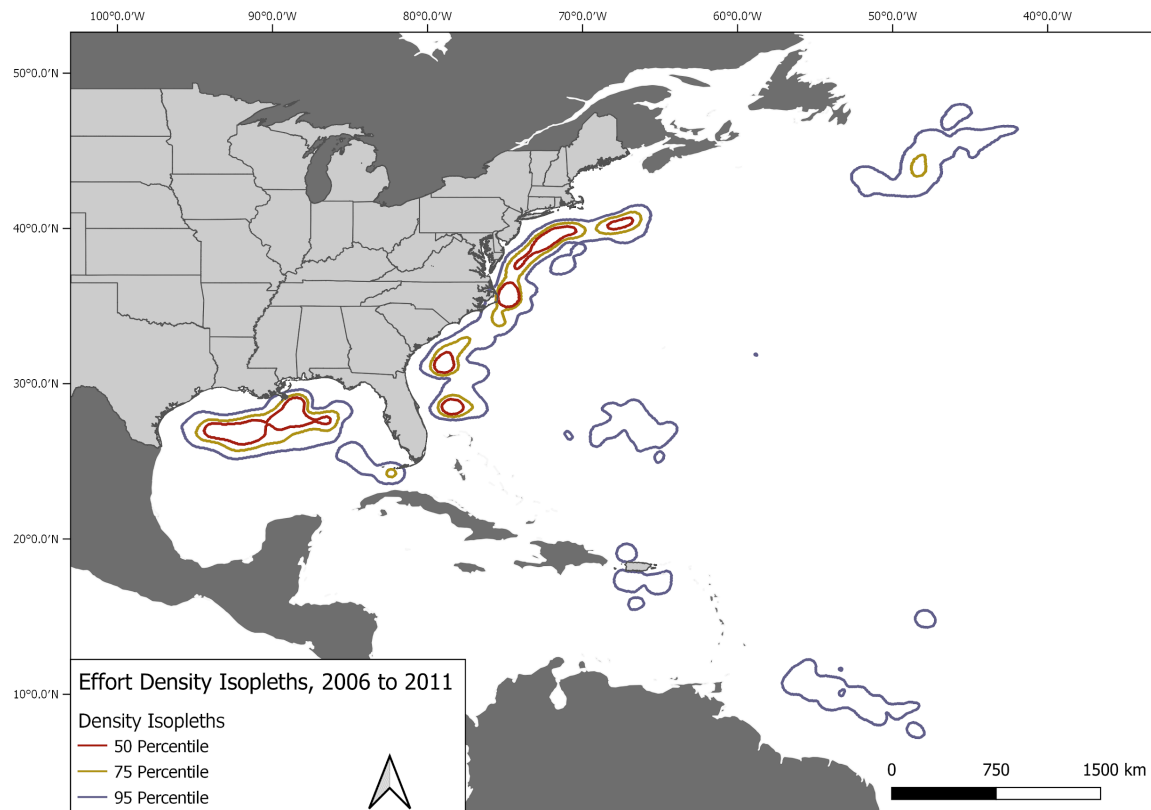 100°0.0'W 90°0.0'W 80°0.0'W 70°0.0'W 60°0.0'W 50°0.0'W 40°0.0'W
50°0.0'N
40°0.0'N
30°0.0'N
20°0.0'N
10°0.0'N
Effort Density Isopleths, 2006 to 2011
Density Isopleths
50 Percentile
75 Percentile
95 Percentile
0 750 1500 km